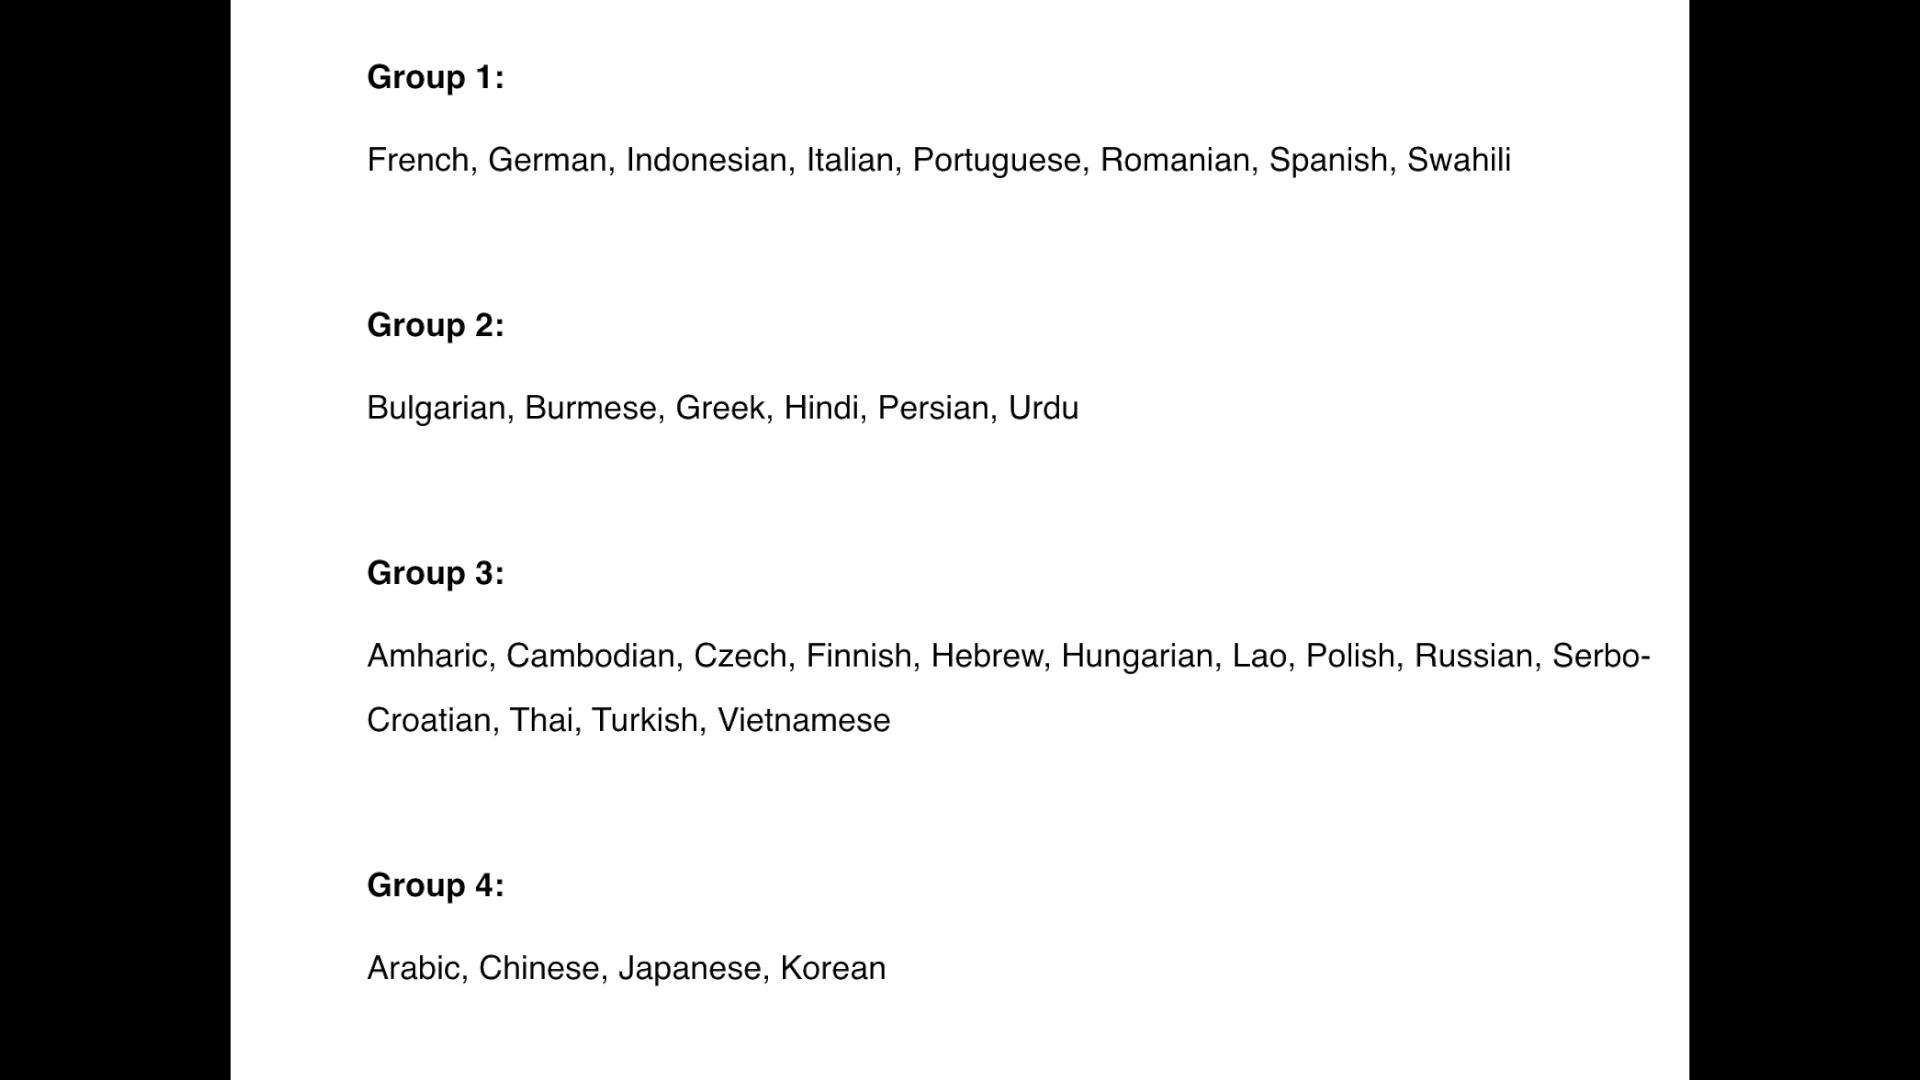 Group 1:
French, German, Indonesian, Italian, Portuguese, Romanian, Spanish, Swahili
Group 2:
Bulgarian, Burmese, Greek, Hindi, Persian, Urdu
Group 3:
Amharic, Cambodian, Czech, Finnish, Hebrew, Hungarian, Lao, Polish, Russian, Serbo-
Croatian, Thai, Turkish, Vietnamese
Group 4:
Arabic, Chinese, Japanese, Korean